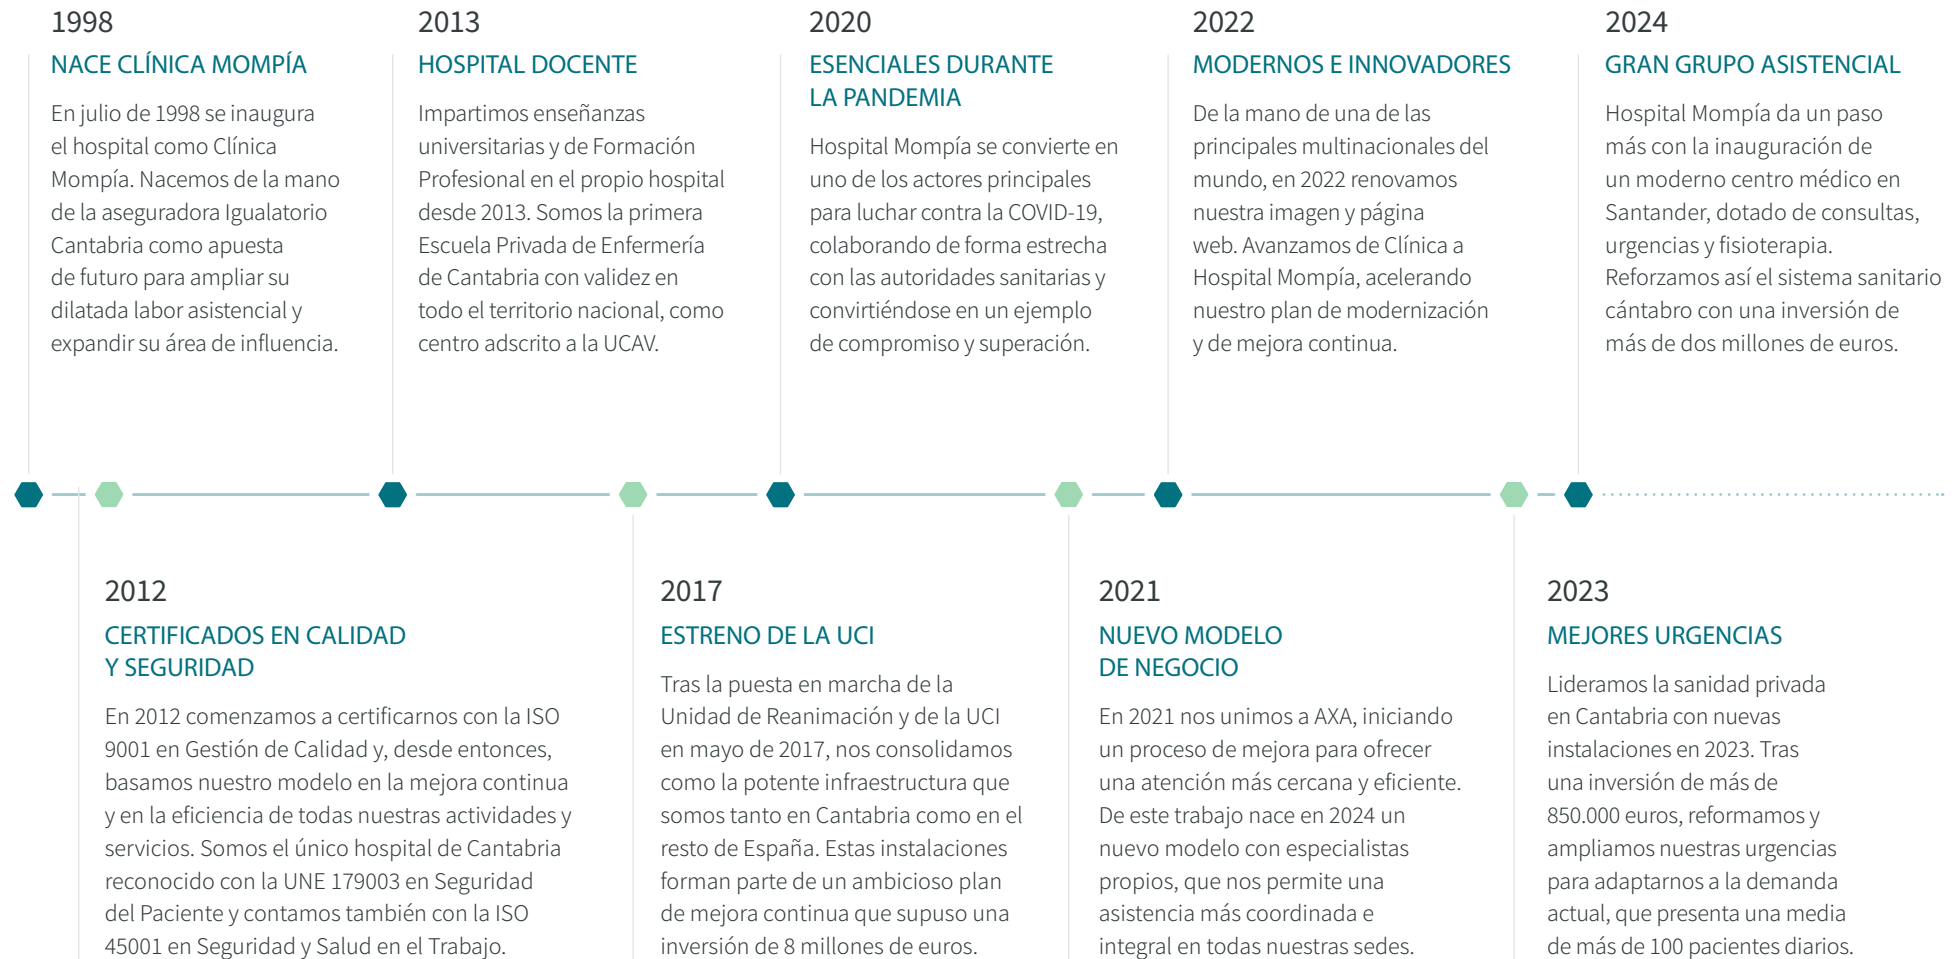 1998
NACE CLÍNICA MOMPÍA
En julio de 1998 se inaugura
el hospital como Clínica
Mompía. Nacemos de la mano
de la aseguradora Igualatorio
Cantabria como apuesta
de futuro para ampliar su
dilatada labor asistencial y
expandir su área de influencia.
2013
HOSPITAL DOCENTE
Impartimos enseñanzas
universitarias y de Formación
Profesional en el propio hospital
desde 2013. Somos la primera
Escuela Privada de Enfermería
de Cantabria con validez en
todo el territorio nacional, como
centro adscrito a la UCAV.
2020
ESENCIALES DURANTE
LA PANDEMIA
Hospital Mompía se convierte en
uno de los actores principales
para luchar contra la COVID-19,
colaborando de forma estrecha
con las autoridades sanitarias y
convirtiéndose en un ejemplo
de compromiso y superación.
2022
MODERNOS E INNOVADORES
De la mano de una de las
principales multinacionales del
mundo, en 2022 renovamos
nuestra imagen y página
web. Avanzamos de Clínica a
Hospital Mompía, acelerando
nuestro plan de modernización
y de mejora continua.
2024
GRAN GRUPO ASISTENCIAL
Hospital Mompía da un paso
más con la inauguración de
un moderno centro médico en
Santander, dotado de consultas,
urgencias y fisioterapia.
Reforzamos así el sistema sanitario
cántabro con una inversión de
más de dos millones de euros.
2012
CERTIFICADOS EN CALIDAD
Y SEGURIDAD
En 2012 comenzamos a certificarnos con la ISO
9001 en Gestión de Calidad y, desde entonces,
basamos nuestro modelo en la mejora continua
y en la eficiencia de todas nuestras actividades y
servicios. Somos el único hospital de Cantabria
reconocido con la UNE 179003 en Seguridad
del Paciente y contamos también con la ISO
45001 en Seguridad y Salud en el Trabajo.
2017
ESTRENO DE LA UCI
Tras la puesta en marcha de la
Unidad de Reanimación y de la UCI
en mayo de 2017, nos consolidamos
como la potente infraestructura que
somos tanto en Cantabria como en el
resto de España. Estas instalaciones
forman parte de un ambicioso plan
de mejora continua que supuso una
inversión de 8 millones de euros.
2021
NUEVO MODELO
DE NEGOCIO
En 2021 nos unimos a AXA, iniciando
un proceso de mejora para ofrecer
una atención más cercana y eficiente.
De este trabajo nace en 2024 un
nuevo modelo con especialistas
propios, que nos permite una
asistencia más coordinada e
integral en todas nuestras sedes.
2023
MEJORES URGENCIAS
Lideramos la sanidad privada
en Cantabria con nuevas
instalaciones en 2023. Tras
una inversión de más de
850.000 euros, reformamos y
ampliamos nuestras urgencias
para adaptarnos a la demanda
actual, que presenta una media
de más de 100 pacientes diarios.